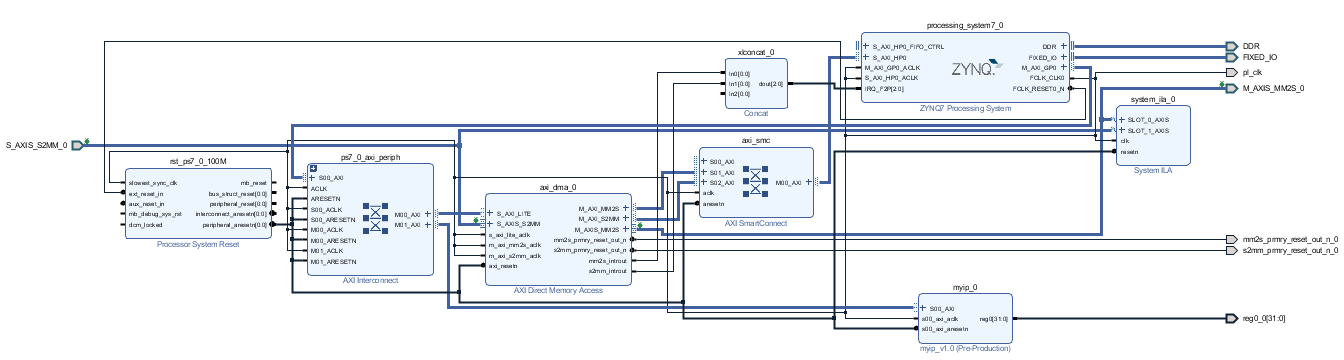 processing_system7_0
S_AXI_HP0_FIFO_CTRL
S_AXI_HP0
M_AXI_GP0_ACLK
S_AXI_HP0_ACLK
IRQ_F2P[2:0]
ZYNQ
DDR
FIXED_IO
M_AXI_GP0
FCLK_CLK0
FCLK_RESET0_N
ZYNQ7 Processing System
DDR
FIXED_IO
pl_clk
M_AXIS_MM2S_0
xlconcat_0
In0[0:0]
In1[0:0]
In2[0:0]
dout[2:0]
Concat
system_ila_0
SLOT_0_AXIS
SLOT_1_AXIS
clk
resetn
System ILA
S_AXIS_S2MM_0
rst_ps7_0_100M
slowest_sync_clk
ext_reset_in
aux_reset_in
mb_debug_sys_rst
dcm_locked
mb_reset
bus_struct_reset[0:0]
peripheral_reset[0:0]
interconnect_aresetn[0:0]
peripheral_aresetn[0:0]
Processor System Reset
ps7_0_axi_periph
S00_AXI
ACLK
ARESETN
S00_ACLK
S00_ARESETN
M00_ACLK
M00_ARESETN
M01_ACLK
M01_ARESETN
M00_AXI
M01_AXI
AXI Interconnect
axi_dma_0
S_AXI_LITE
S_AXIS_S2MM
s_axi_lite_aclk
m_axi_mm2s_aclk
m_axi_s2mm_aclk
axi_resetn
M_AXI_MM2S
M_AXI_S2MM
M_AXIS_MM2S
mm2s_prmry_reset_out_n
s2mm_prmry_reset_out_n
mm2s_introut
s2mm_introut
AXI Direct Memory Access
axi_smc
S00_AXI
S01_AXI
S02_AXI
aclk
aresetn
M00_AXI
AXI SmartConnect
mm2s_prmry_reset_out_n_0
s2mm_prmry_reset_out_n_0
myip_0
S00_AXI
s00_axi_aclk
s00_axi_aresetn
reg0[31:0]
myip_v1.0 (Pre-Production)
reg0_0[31:0]